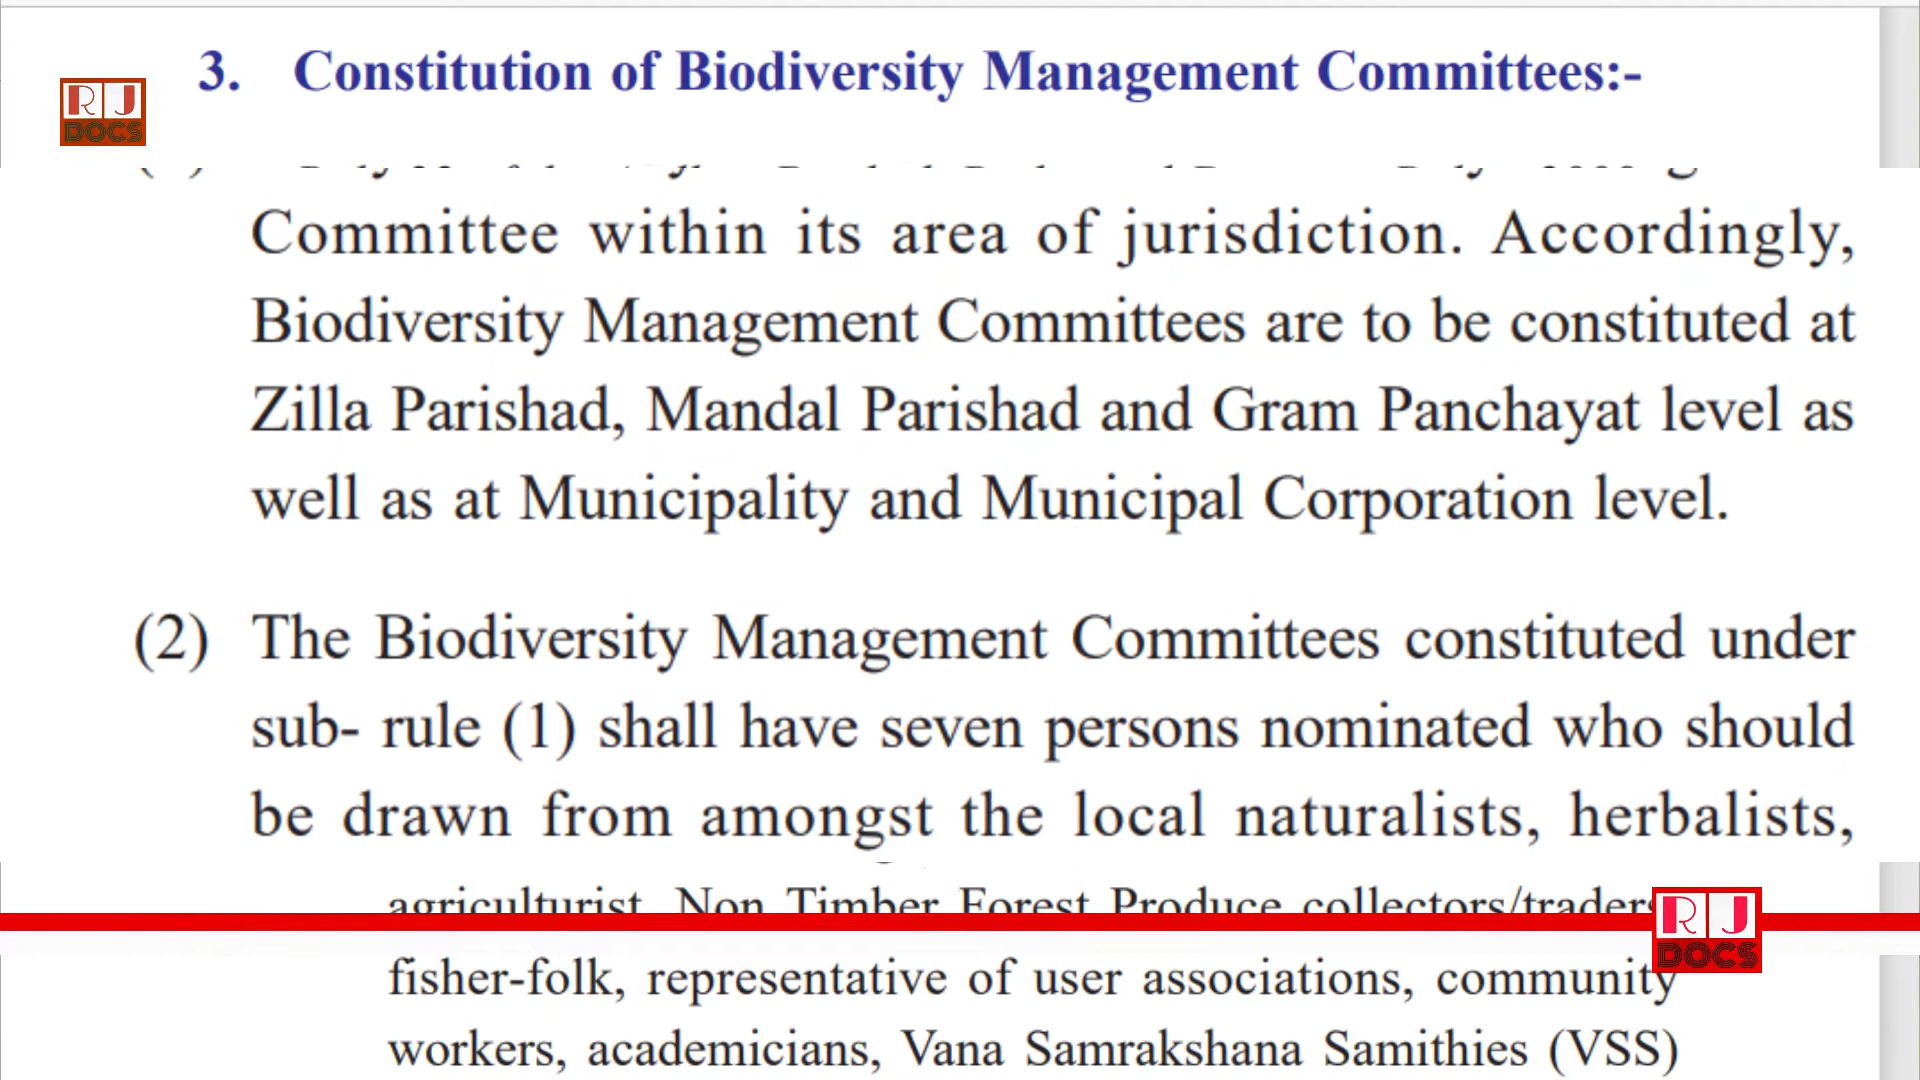 3. Constitution of Biodiversity Management Committees:-
RJ
DOCS
Committee within its area of jurisdiction. Accordingly,
Biodiversity Management Committees are to be constituted at
Zilla Parishad, Mandal Parishad and Gram Panchayat level as
well as at Municipality and Municipal Corporation level.
(2) The Biodiversity Management Committees constituted under
sub- rule (1) shall have seven persons nominated who should
be drawn from amongst the local naturalists, herbalists,
agriculturist, Non Timber Forest Produce collectors/traders
RJ
DOCS
fisher-folk, representative of user associations, community
workers, academicians, Vana Samrakshana Samithies (VSS)